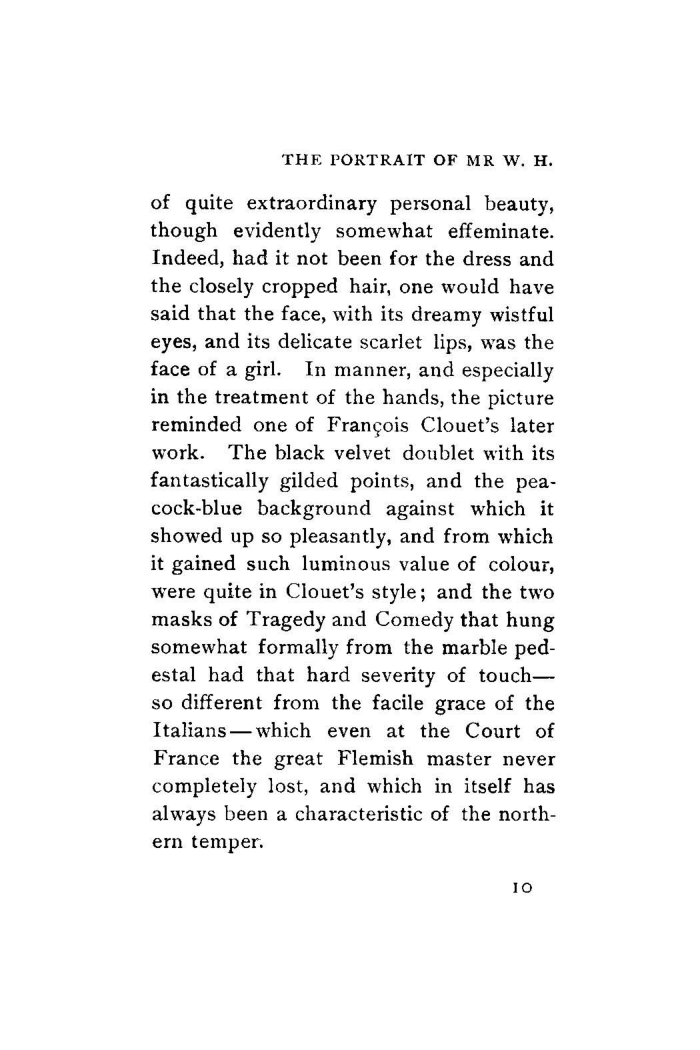 THE PORTRAIT OF MR W. H.
of quite extraordinary personal beauty,
though evidently somewhat effeminate.
Indeed, had it not been for the dress and
the closely cropped hair, one would have
said that the face, with its dreamy wistful
eyes, and its delicate scarlet lips, was the
face of a girl. In manner, and especially
in the treatment of the hands, the picture
reminded one of François Clouet's later
work. The black velvet doublet with its
fantastically gilded points, and the pea-
cock-blue background against which it
showed up so pleasantly, and from which
it gained such luminous value of colour,
were quite in Clouet's style; and the two
masks of Tragedy and Comedy that hung
somewhat formally from the marble ped-
estal had that hard severity of touch—
so different from the facile grace of the
Italians—which even at the Court of
France the great Flemish master never
completely lost, and which in itself has
always been a characteristic of the north-
ern temper.
10